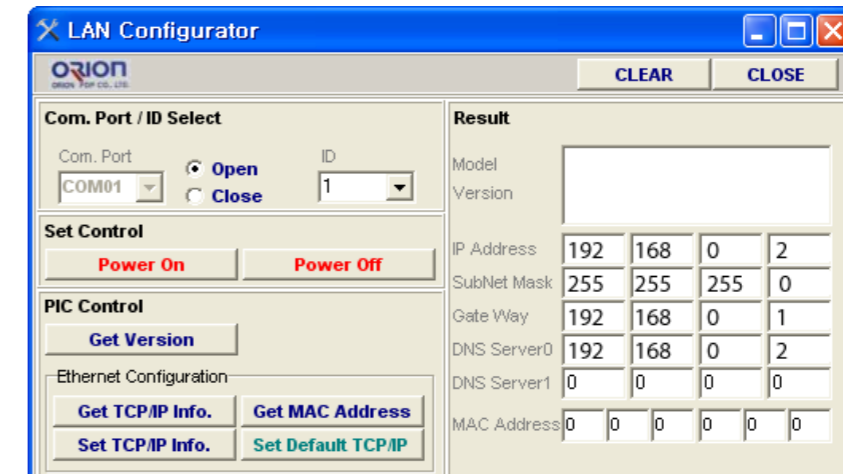 LAN Configurator
ORION
ORION PDP CO., LTD.
CLEAR CLOSE
Com. Port / ID Select
Com. Port
COM01
Open
Close
ID
1
Set Control
Power On Power Off
PIC Control
Get Version
Ethernet Configuration
Get TCP/IP Info. Get MAC Address
Set TCP/IP Info. Set Default TCP/IP
Result
Model
Version
IP Address 192 168 0 2
SubNet Mask 255 255 255 0
Gate Way 192 168 0 1
DNS Server0 192 168 0 2
DNS Server1 0 0 0 0
MAC Address 0 0 0 0 0 0